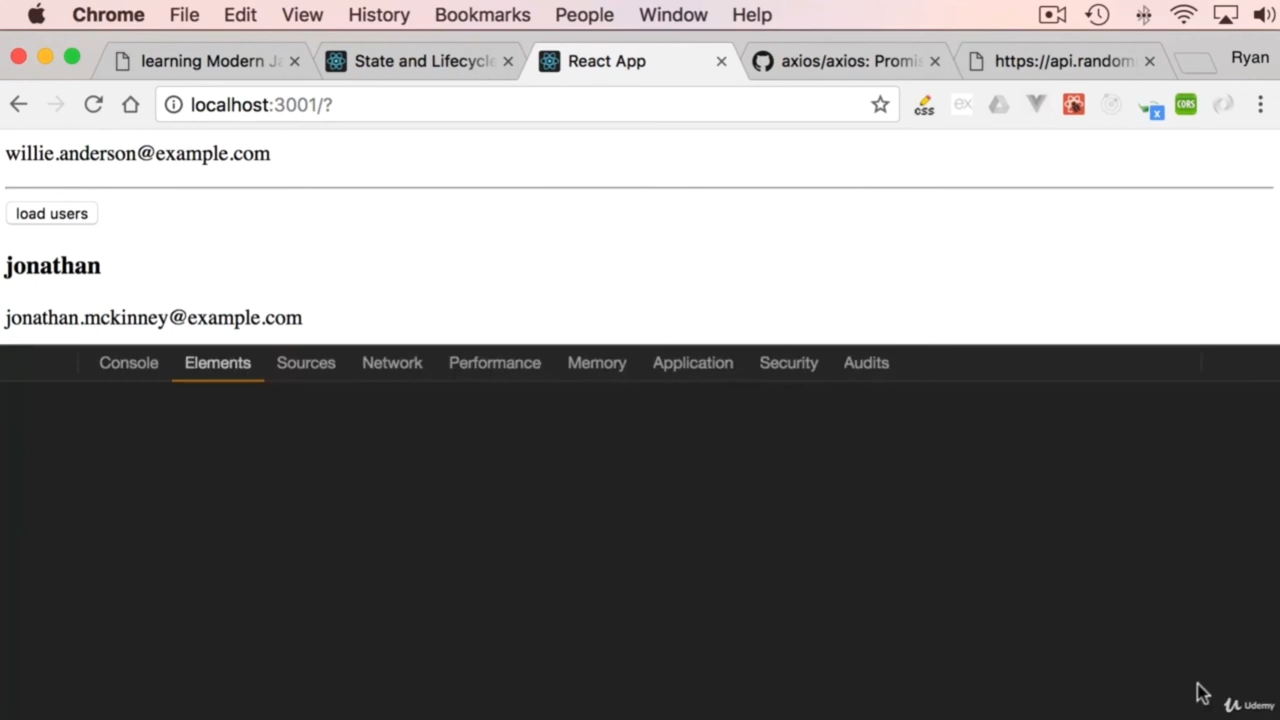 Chrome File Edit View History Bookmarks People Window Help
learning Modern Ja State and Lifecycle React App axios/axios: Promis https://api.random Ryan
localhost:3001/? css ex x CORS
willie.anderson@example.com
load users
jonathan
jonathan.mckinney@example.com
Console Elements Sources Network Performance Memory Application Security Audits
Udemy